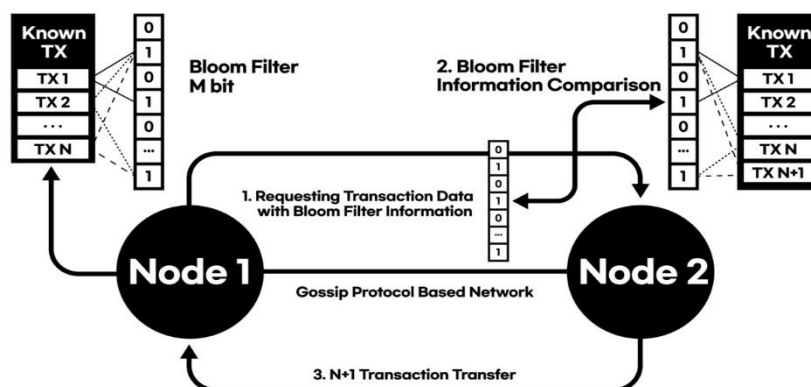 Known
TX
TX 1
TX 2
...
TX N
0
1
0
1
0
...
1
Bloom Filter
M bit
2. Bloom Filter
Information Comparison
0
1
0
1
0
...
1
Known
TX
TX 1
TX 2
...
TX N
TX N+1
1. Requesting Transaction Data
with Bloom Filter Information
0
1
0
1
0
...
1
Node 1
Node 2
Gossip Protocol Based Network
3. N+1 Transaction Transfer